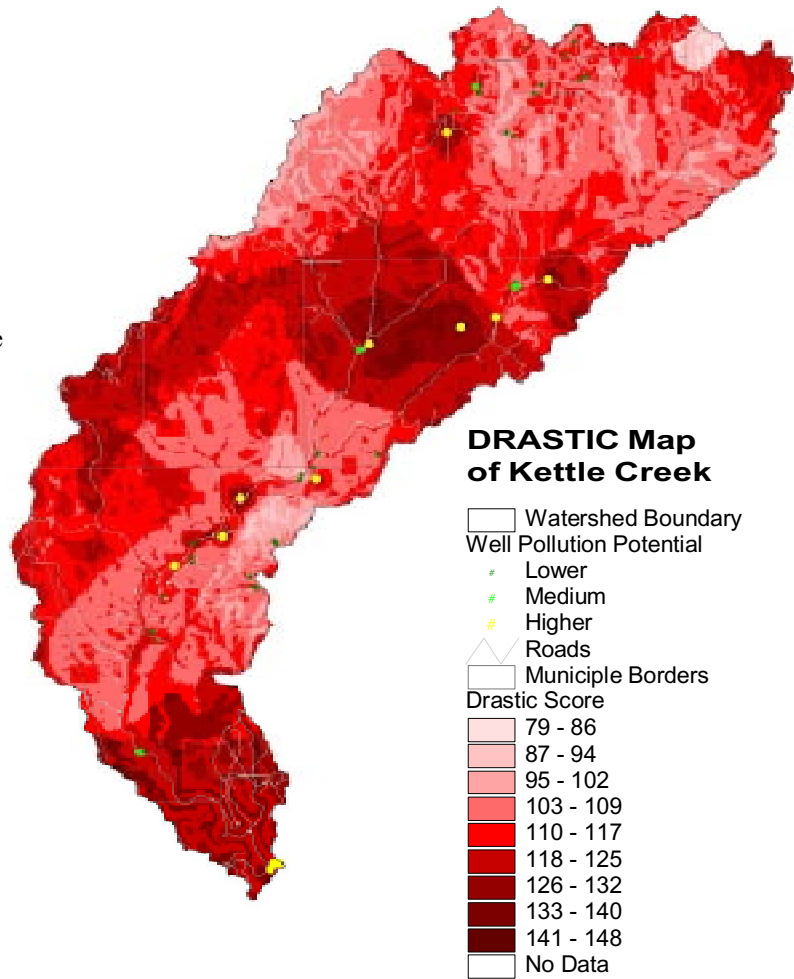 e
DRASTIC Map
of Kettle Creek
Watershed Boundary
Well Pollution Potential
# Lower
# Medium
# Higher
Roads
Municiple Borders
Drastic Score
79 - 86
87 - 94
95 - 102
103 - 109
110 - 117
118 - 125
126 - 132
133 - 140
141 - 148
No Data